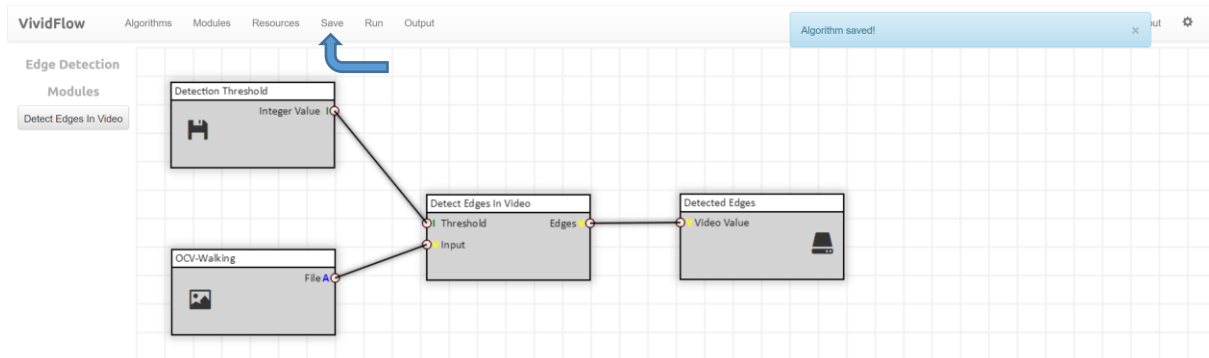 VividFlow Algorithms Modules Resources Save Run Output Algorithm saved! × out
Edge Detection
Modules
Detect Edges In Video
Detection Threshold
Integer Value I
OCV-Walking
File A
Detect Edges In Video
I Threshold Edges
Input
Detected Edges
Video Value